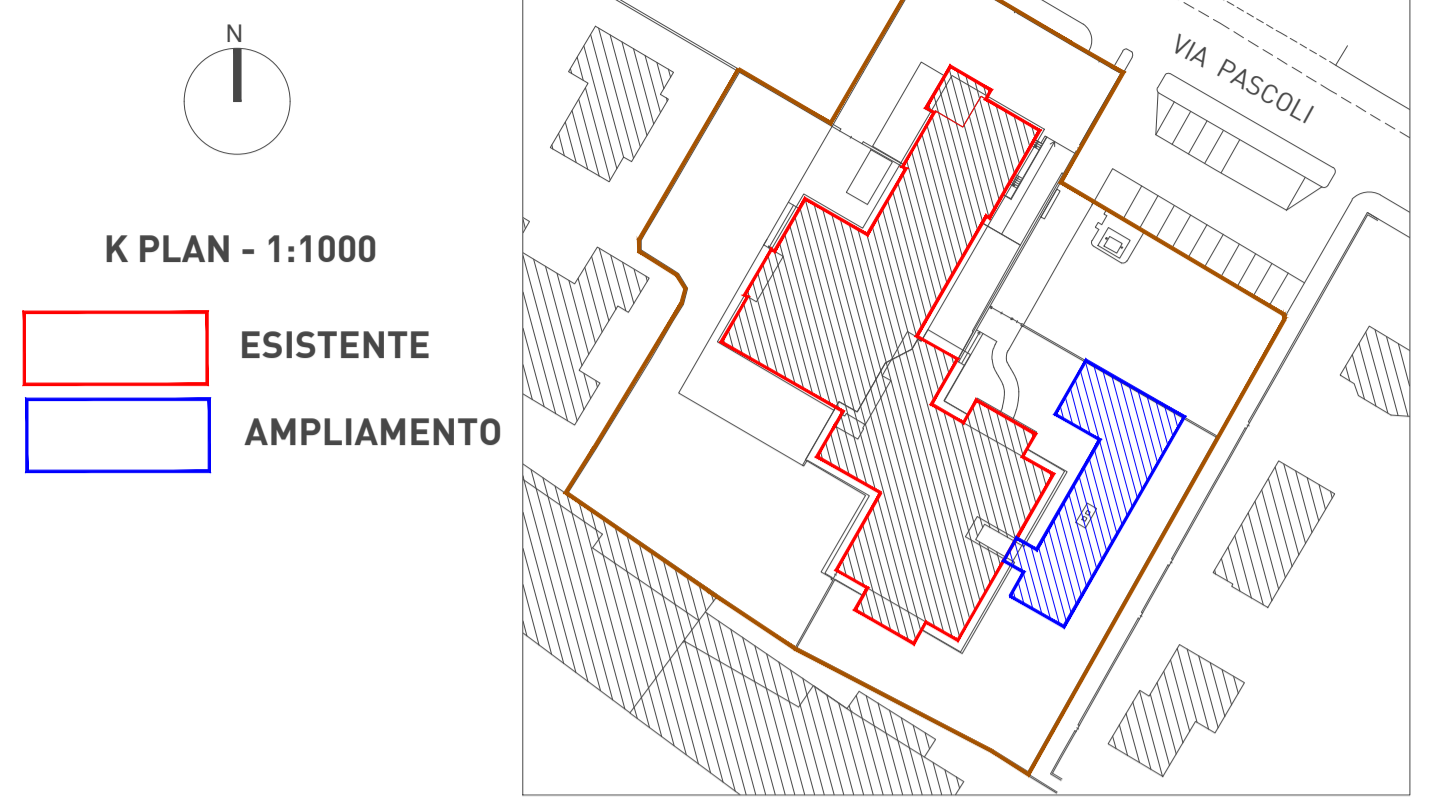 N
VIA PASCOLI
K PLAN - 1:1000
ESISTENTE
AMPLIAMENTO